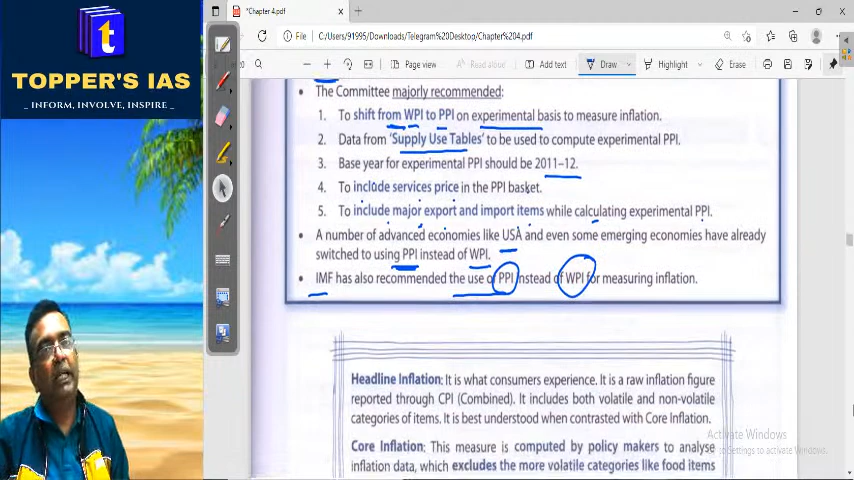 TOPPER'S IAS
INFORM, INVOLVE, INSPIRE
*Chapter 4.pdf
File C:/Users/91995/Downloads/Telegram%20Desktop/Chapter%204.pdf
of 20 Page view Read aloud Add text Draw Highlight Erase
• The Committee majorly recommended:
1. To shift from WPI to PPI on experimental basis to measure inflation.
2. Data from 'Supply Use Tables' to be used to compute experimental PPI.
3. Base year for experimental PPI should be 2011–12.
4. To include services price in the PPI basket.
5. To include major export and import items while calculating experimental PPI.
• A number of advanced economies like USA and even some emerging economies have already
switched to using PPI instead of WPI.
• IMF has also recommended the use of PPI instead of WPI for measuring inflation.
Headline Inflation: It is what consumers experience. It is a raw inflation figure
reported through CPI (Combined). It includes both volatile and non-volatile
categories of items. It is best understood when contrasted with Core Inflation.
Core Inflation: This measure is computed by policy makers to analyse
inflation data, which excludes the more volatile categories like food items
Activate Windows
Go to Settings to activate Windows.